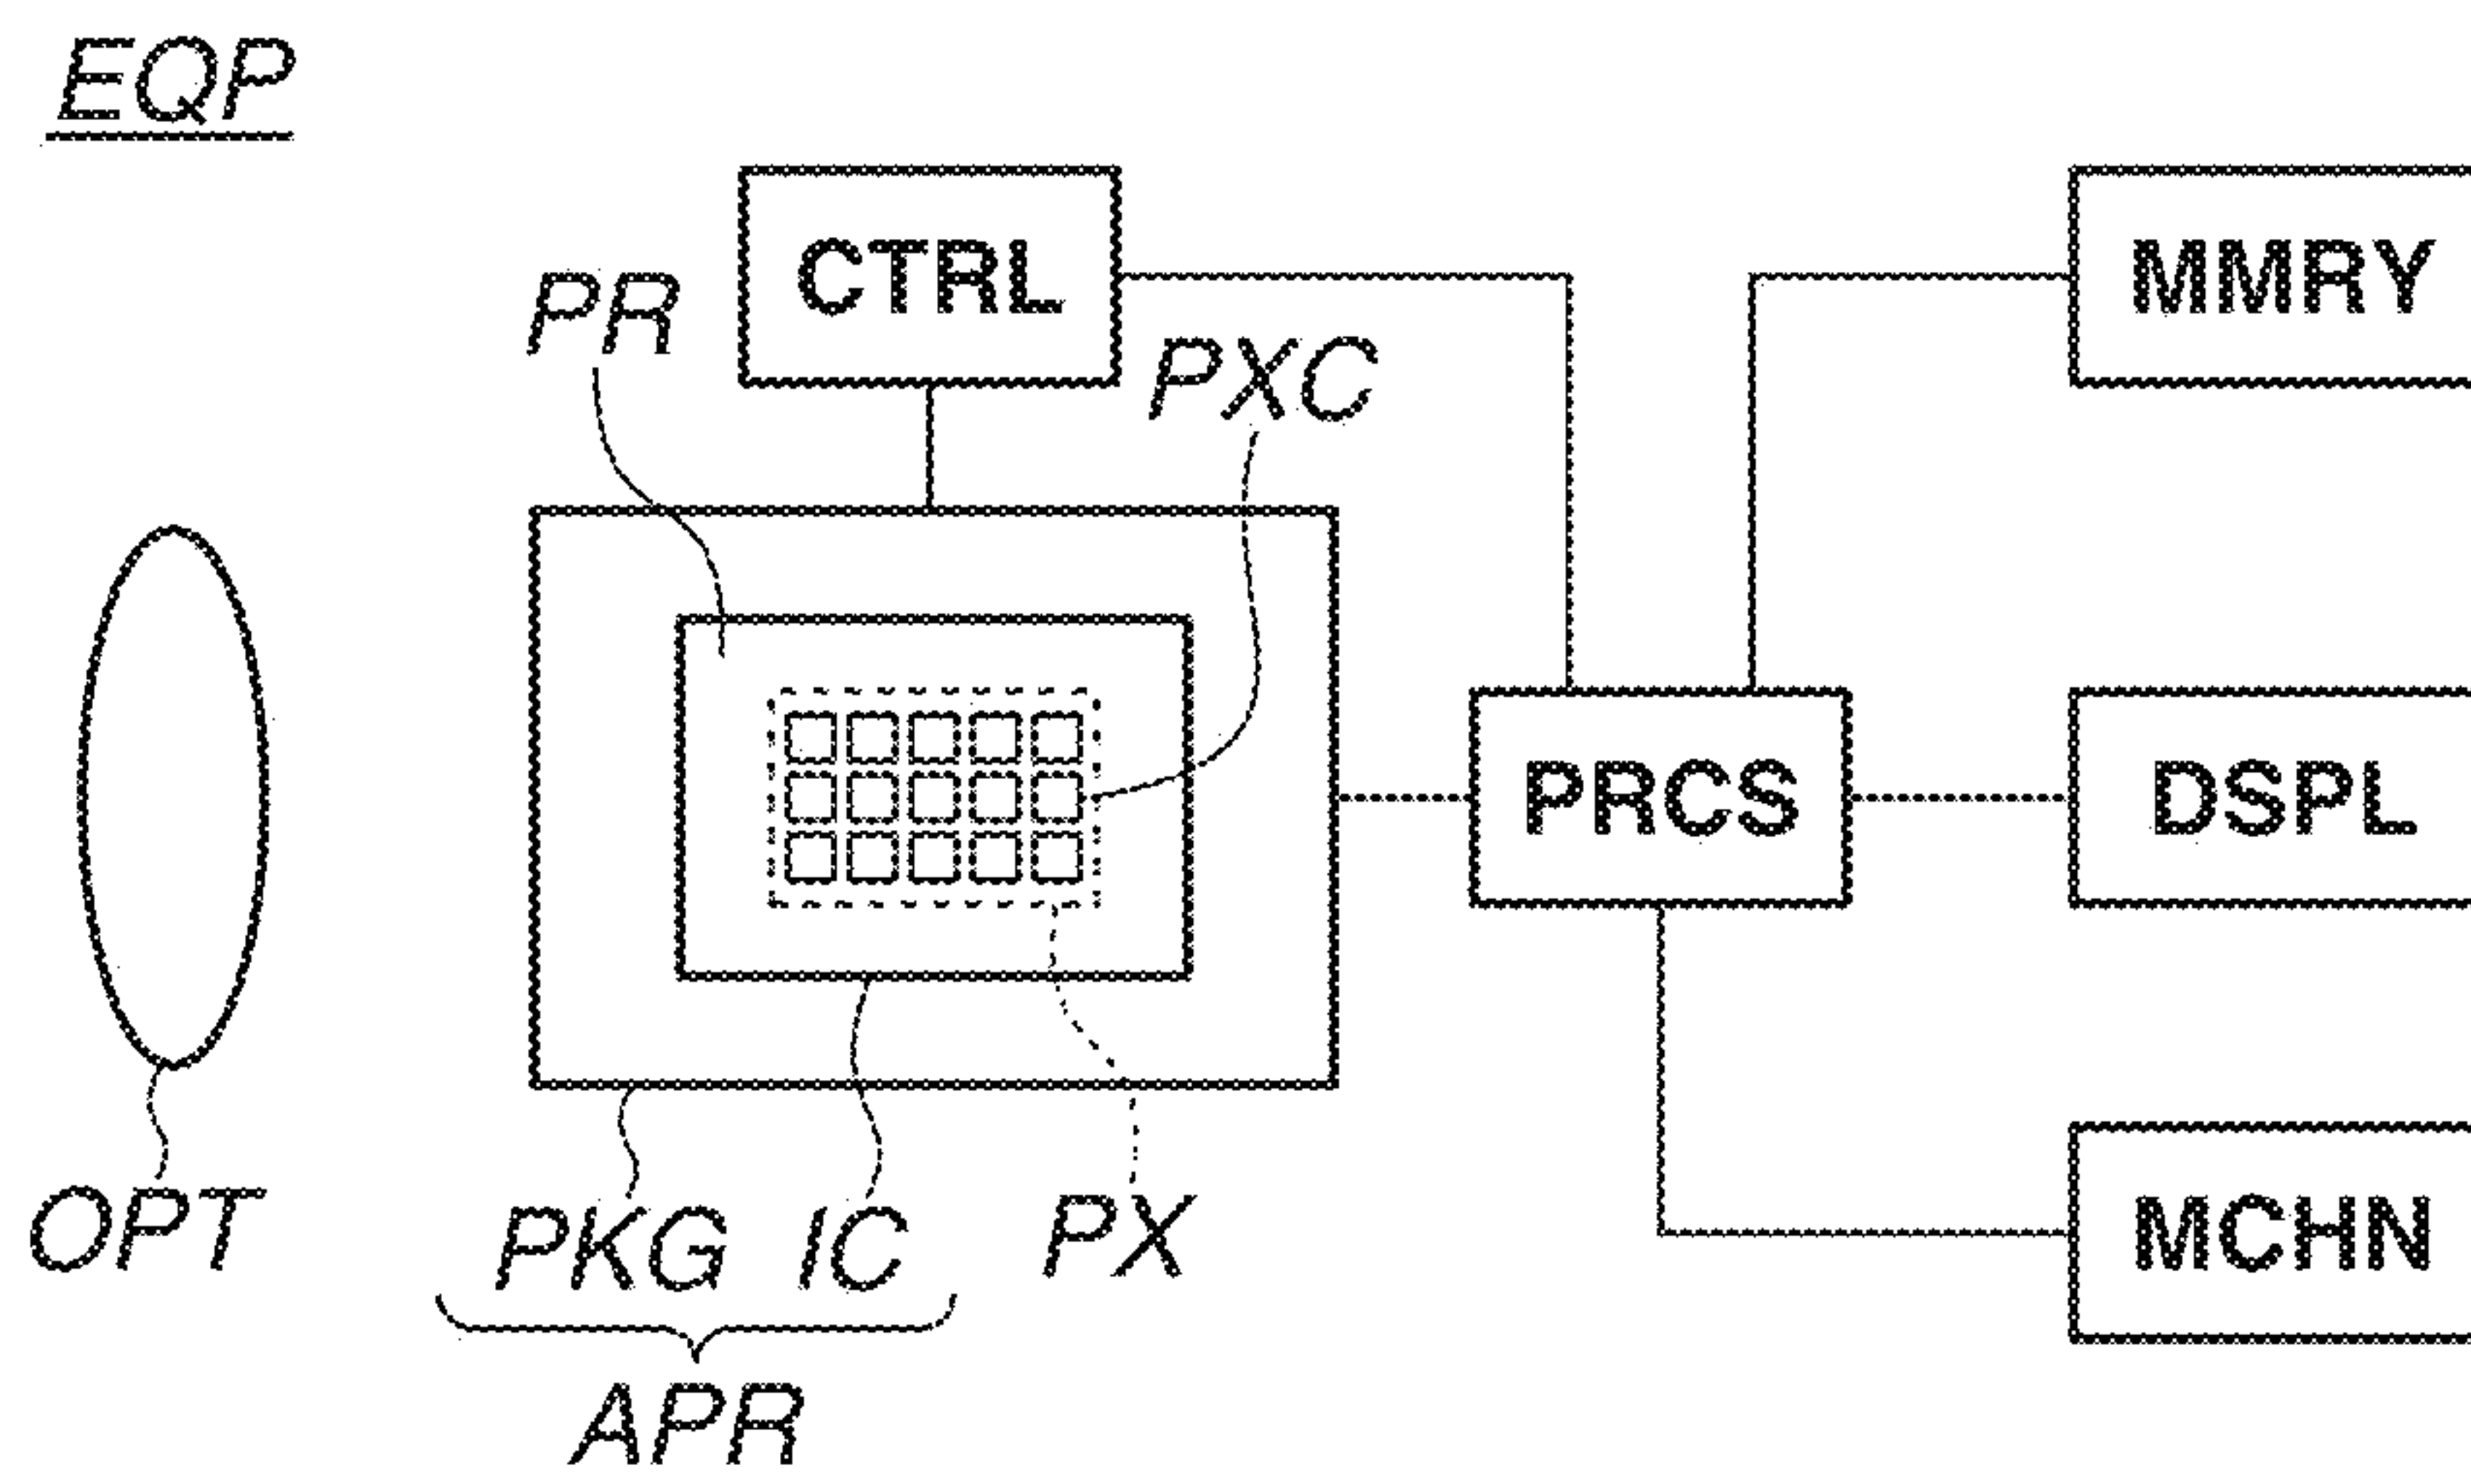 EQP
CTRL
MMRY
PR
PXC
PRCS
DSPL
OPT
PKG
IC
PX
MCHN
APR